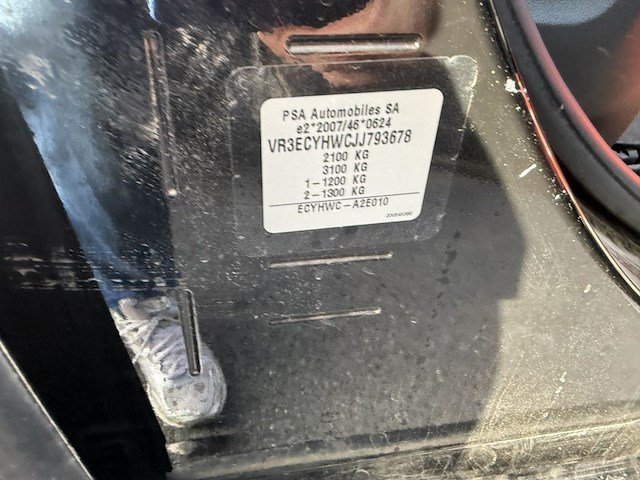 PSA Automobiles SA
e2*2007/46*0624
VR3ECYHWCJJ793678
2100 KG
3100 KG
1-1200 KG
2-1300 KG
ECYHWC-A2E010